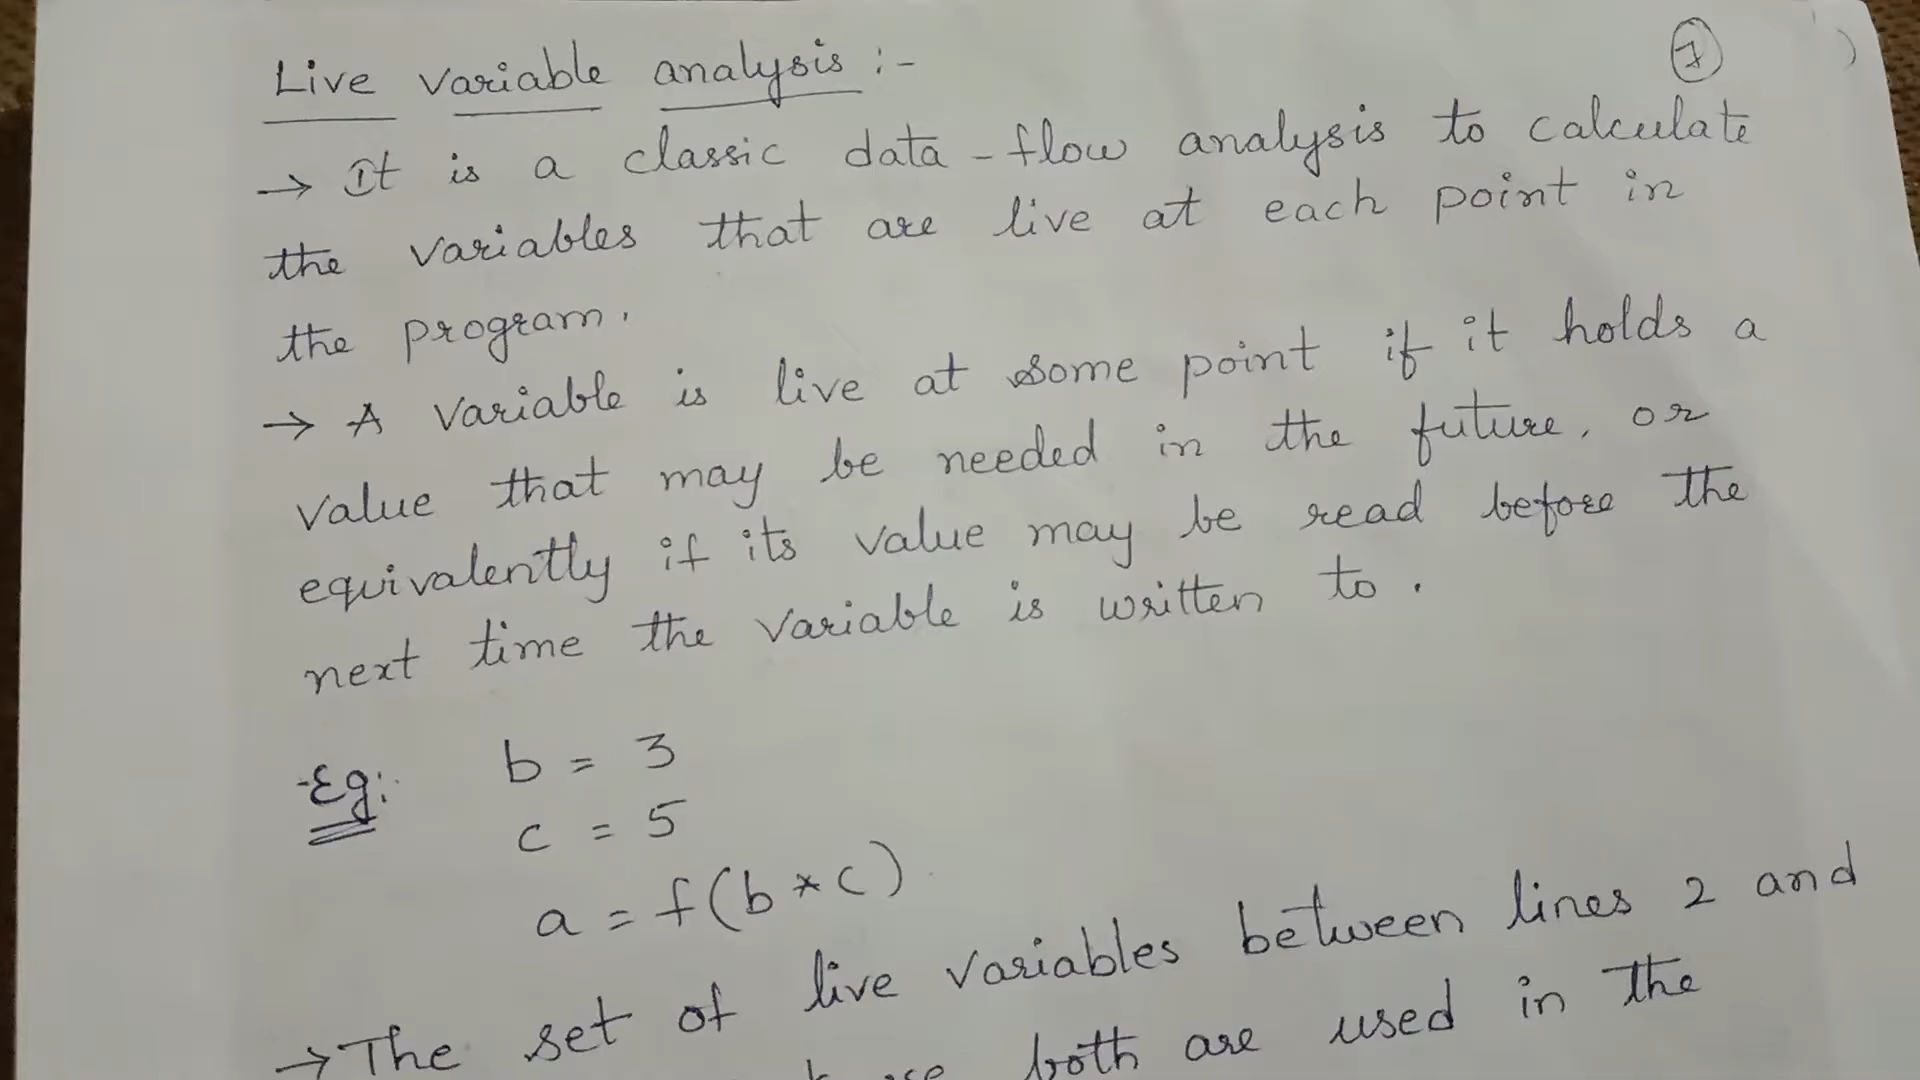 Live variable analysis :-
7
→ It is a classic data-flow analysis to calculate
the variables that are live at each point in
the program.
→ A variable is live at some point if it holds a
value that may be needed in the future, or
equivalently if its value may be read before the
next time the variable is written to.
Eg:
b = 3
c = 5
a = f(b*c)
→ The set of live variables between lines 2 and
both are used in the